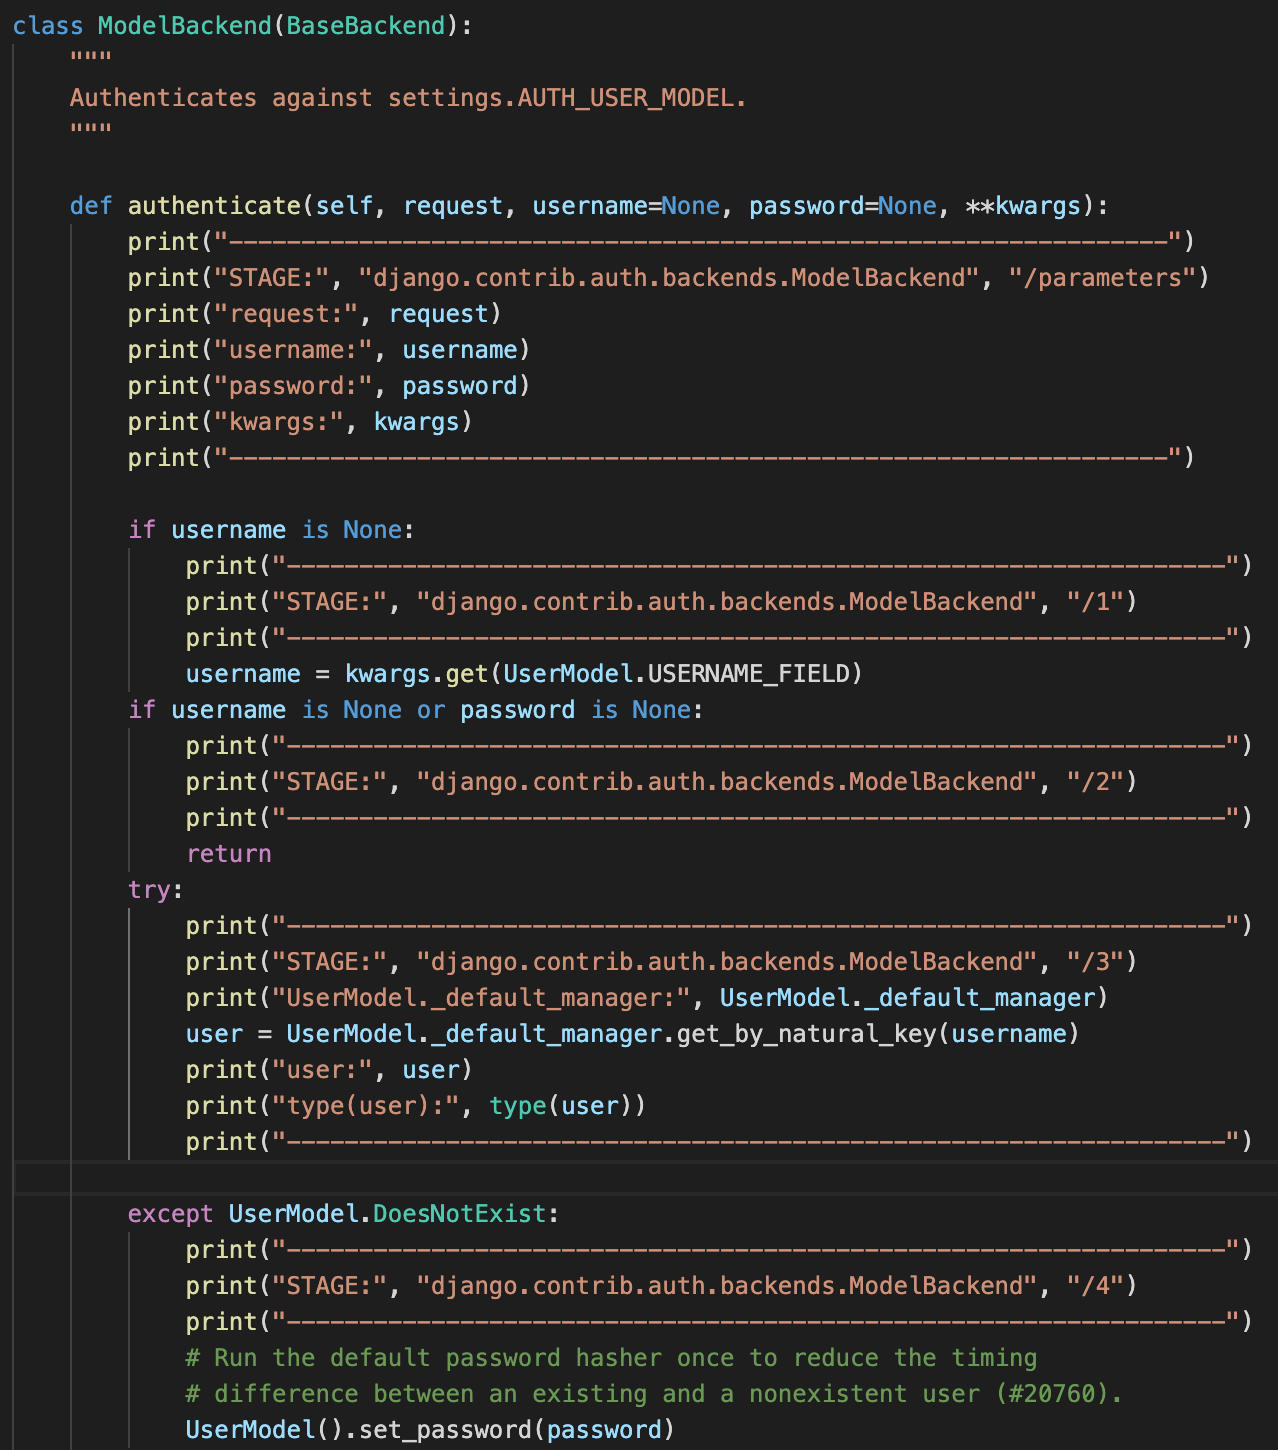 class ModelBackend(BaseBackend):
    """
    Authenticates against settings.AUTH_USER_MODEL.
    """

    def authenticate(self, request, username=None, password=None, **kwargs):
        print("-----------------------------------------------------------------")
        print("STAGE:", "django.contrib.auth.backends.ModelBackend", "/parameters")
        print("request:", request)
        print("username:", username)
        print("password:", password)
        print("kwargs:", kwargs)
        print("-----------------------------------------------------------------")

        if username is None:
            print("-----------------------------------------------------------------")
            print("STAGE:", "django.contrib.auth.backends.ModelBackend", "/1")
            print("-----------------------------------------------------------------")
            username = kwargs.get(UserModel.USERNAME_FIELD)
        if username is None or password is None:
            print("-----------------------------------------------------------------")
            print("STAGE:", "django.contrib.auth.backends.ModelBackend", "/2")
            print("-----------------------------------------------------------------")
            return
        try:
            print("-----------------------------------------------------------------")
            print("STAGE:", "django.contrib.auth.backends.ModelBackend", "/3")
            print("UserModel._default_manager:", UserModel._default_manager)
            user = UserModel._default_manager.get_by_natural_key(username)
            print("user:", user)
            print("type(user):", type(user))
            print("-----------------------------------------------------------------")

        except UserModel.DoesNotExist:
            print("-----------------------------------------------------------------")
            print("STAGE:", "django.contrib.auth.backends.ModelBackend", "/4")
            print("-----------------------------------------------------------------")
            # Run the default password hasher once to reduce the timing
            # difference between an existing and a nonexistent user (#20760).
            UserModel().set_password(password)